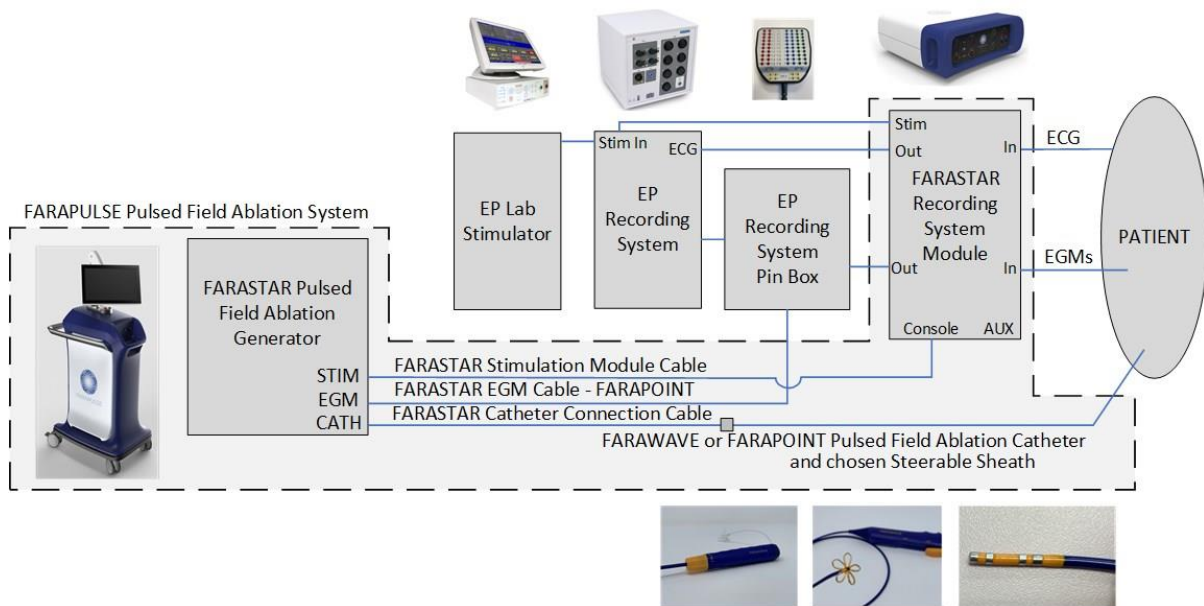 Stim
Stim In
ECG
Out
In
ECG
EP Lab
Stimulator
EP
Recording
System
EP
Recording
System
Pin Box
FARASTAR
Recording
System
Module
Out
In
EGMs
PATIENT
Console
AUX
FARAPULSE Pulsed Field Ablation System
FARASTAR Pulsed
Field Ablation
Generator
STIM
EGM
CATH
FARASTAR Stimulation Module Cable
FARASTAR EGM Cable - FARAPOINT
FARASTAR Catheter Connection Cable
FARAWAVE or FARAPOINT Pulsed Field Ablation Catheter
and chosen Steerable Sheath